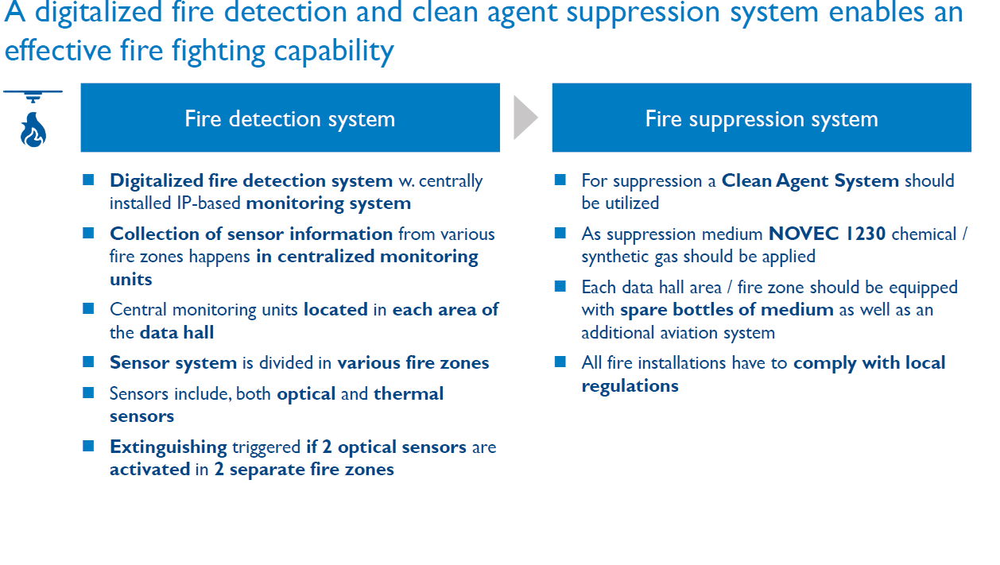 A digitalized fire detection and clean agent suppression system enables an
effective fire fighting capability
Fire detection system
■ Digitalized fire detection system w. centrally
installed IP-based monitoring system
■ Collection of sensor information from various
fire zones happens in centralized monitoring
units
■ Central monitoring units located in each area of
the data hall
■ Sensor system is divided in various fire zones
■ Sensors include, both optical and thermal
sensors
■ Extinguishing triggered if 2 optical sensors are
activated in 2 separate fire zones
Fire suppression system
■ For suppression a Clean Agent System should
be utilized
■ As suppression medium NOVEC 1230 chemical /
synthetic gas should be applied
■ Each data hall area / fire zone should be equipped
with spare bottles of medium as well as an
additional aviation system
■ All fire installations have to comply with local
regulations